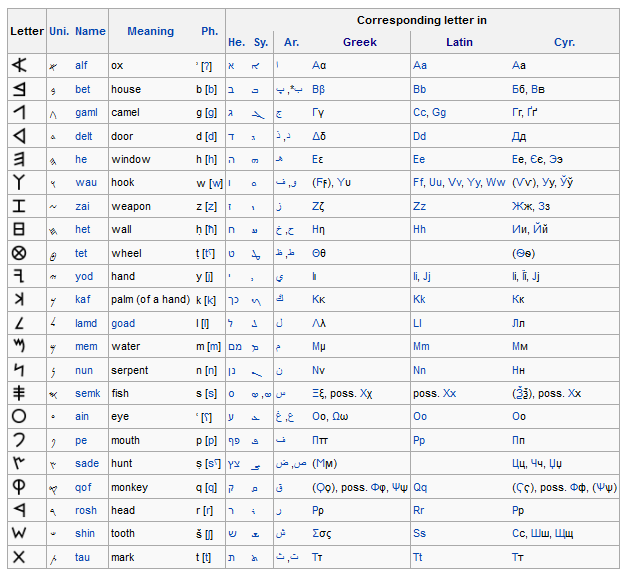 Letter Uni. Name Meaning Ph. Corresponding letter in
He. Sy. Ar. Greek Latin Cyr.
𐤀 alf ox ʾ [ʔ] א ܐ ا Αα Aa Аа
𐤁 bet house b [b] ב ܒ ب*, پ Ββ Bb Бб, Вв
𐤂 gaml camel g [g] ג ܓ ج Γγ Cc, Gg Гг, Ґґ
𐤃 delt door d [d] ד ܕ د, ذ Δδ Dd Дд
𐤄 he window h [h] ה ܗ ه Εε Ee Ее, Єє, Ээ
𐤅 wau hook w [w] ו ܘ و, ف (Ϝϝ), Υυ Ff, Uu, Vv, Yy, Ww (Ѵѵ), Уу, Ўў
𐤆 zai weapon z [z] ז ܙ ز Ζζ Zz Жж, Зз
𐤇 het wall ḥ [ħ] ח ܚ ح, خ Ηη Hh Ии, Йй
𐤈 tet wheel ṭ [tˤ] ט ܛ ط, ظ Θθ (Ѳѳ)
𐤉 yod hand y [j] י ܝ ي Ιι Ii, Jj Іі, Її, Јј
𐤊 kaf palm (of a hand) k [k] כך ܟ ك Κκ Kk Кк
𐤋 lamd goad l [l] ל ܠ ل Λλ Ll Лл
𐤌 mem water m [m] מם ܡ م Μμ Mm Мм
𐤍 nun serpent n [n] נן ܢ ن Νν Nn Нн
𐤎 semk fish s [s] ס ܣ, ܤ س Ξξ, poss. Χχ poss. Xx (Ѯѯ), poss. Хх
𐤏 ain eye ʿ [ʕ] ע ܥ ع, غ Οο, Ωω Oo Оо
𐤐 pe mouth p [p] פף ܦ ف Ππ Pp Пп
𐤑 sade hunt ṣ [sˤ] צץ ܨ ص, ض (Ϻϻ) Цц, Чч, Џџ
𐤒 qof monkey q [q] ק ܩ ق (Ϙϙ), poss. Φφ, Ψψ Qq (Ҁҁ), poss. Фф, (Ѱѱ)
𐤓 rosh head r [r] ר ܪ ر Ρρ Rr Рр
𐤔 shin tooth š [ʃ] ש ܫ ش Σσς Ss Сс, Шш, Щщ
𐤕 tau mark t [t] ת ܬ ت, ث Ττ Tt Тт